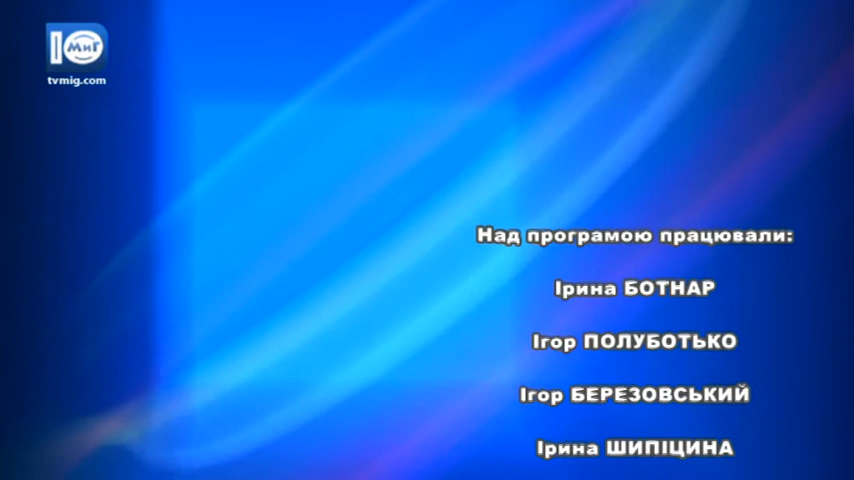 МиГ
tvmig.com
Над програмою працювали:
Ірина БОТНАР
Ігор ПОЛУБОТЬКО
Ігор БЕРЕЗОВСЬКИЙ
Ірина ШИПІЦИНА